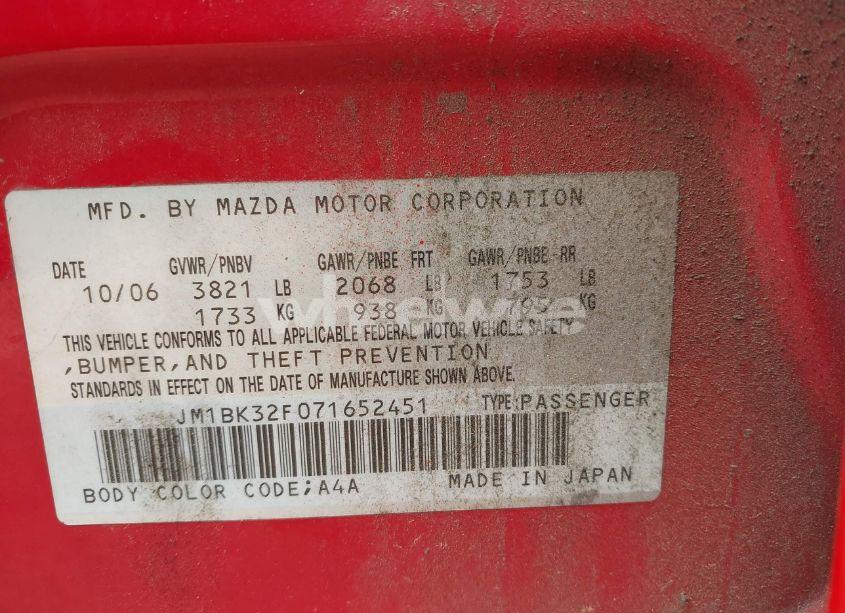 MFD. BY MAZDA MOTOR CORPORATION
DATE GVWR/PNBV GAWR/PNBE FRT GAWR/PNBE RR
10/06 3821 LB 2068 LB 1753 LB
1733 KG 938 KG 795 KG
THIS VEHICLE CONFORMS TO ALL APPLICABLE FEDERAL MOTOR VEHICLE SAFETY
,BUMPER,AND THEFT PREVENTION
STANDARDS IN EFFECT ON THE DATE OF MANUFACTURE SHOWN ABOVE.
JM1BK32F071652451 TYPE:PASSENGER
BODY COLOR CODE;A4A MADE IN JAPAN